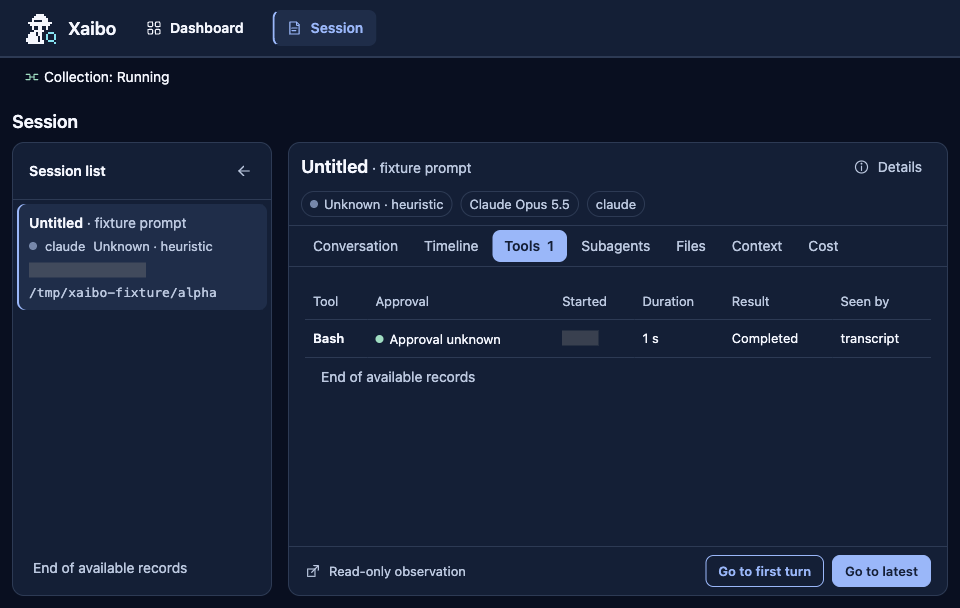 Xaibo Dashboard Session
Collection: Running
Session
Session list
Untitled · fixture prompt
claude Unknown · heuristic
/tmp/xaibo-fixture/alpha
End of available records
Untitled · fixture prompt Details
Unknown · heuristic Claude Opus 5.5 claude
Conversation Timeline Tools 1 Subagents Files Context Cost
Tool Approval Started Duration Result Seen by
Bash Approval unknown 1 s Completed transcript
End of available records
Read-only observation Go to first turn Go to latest